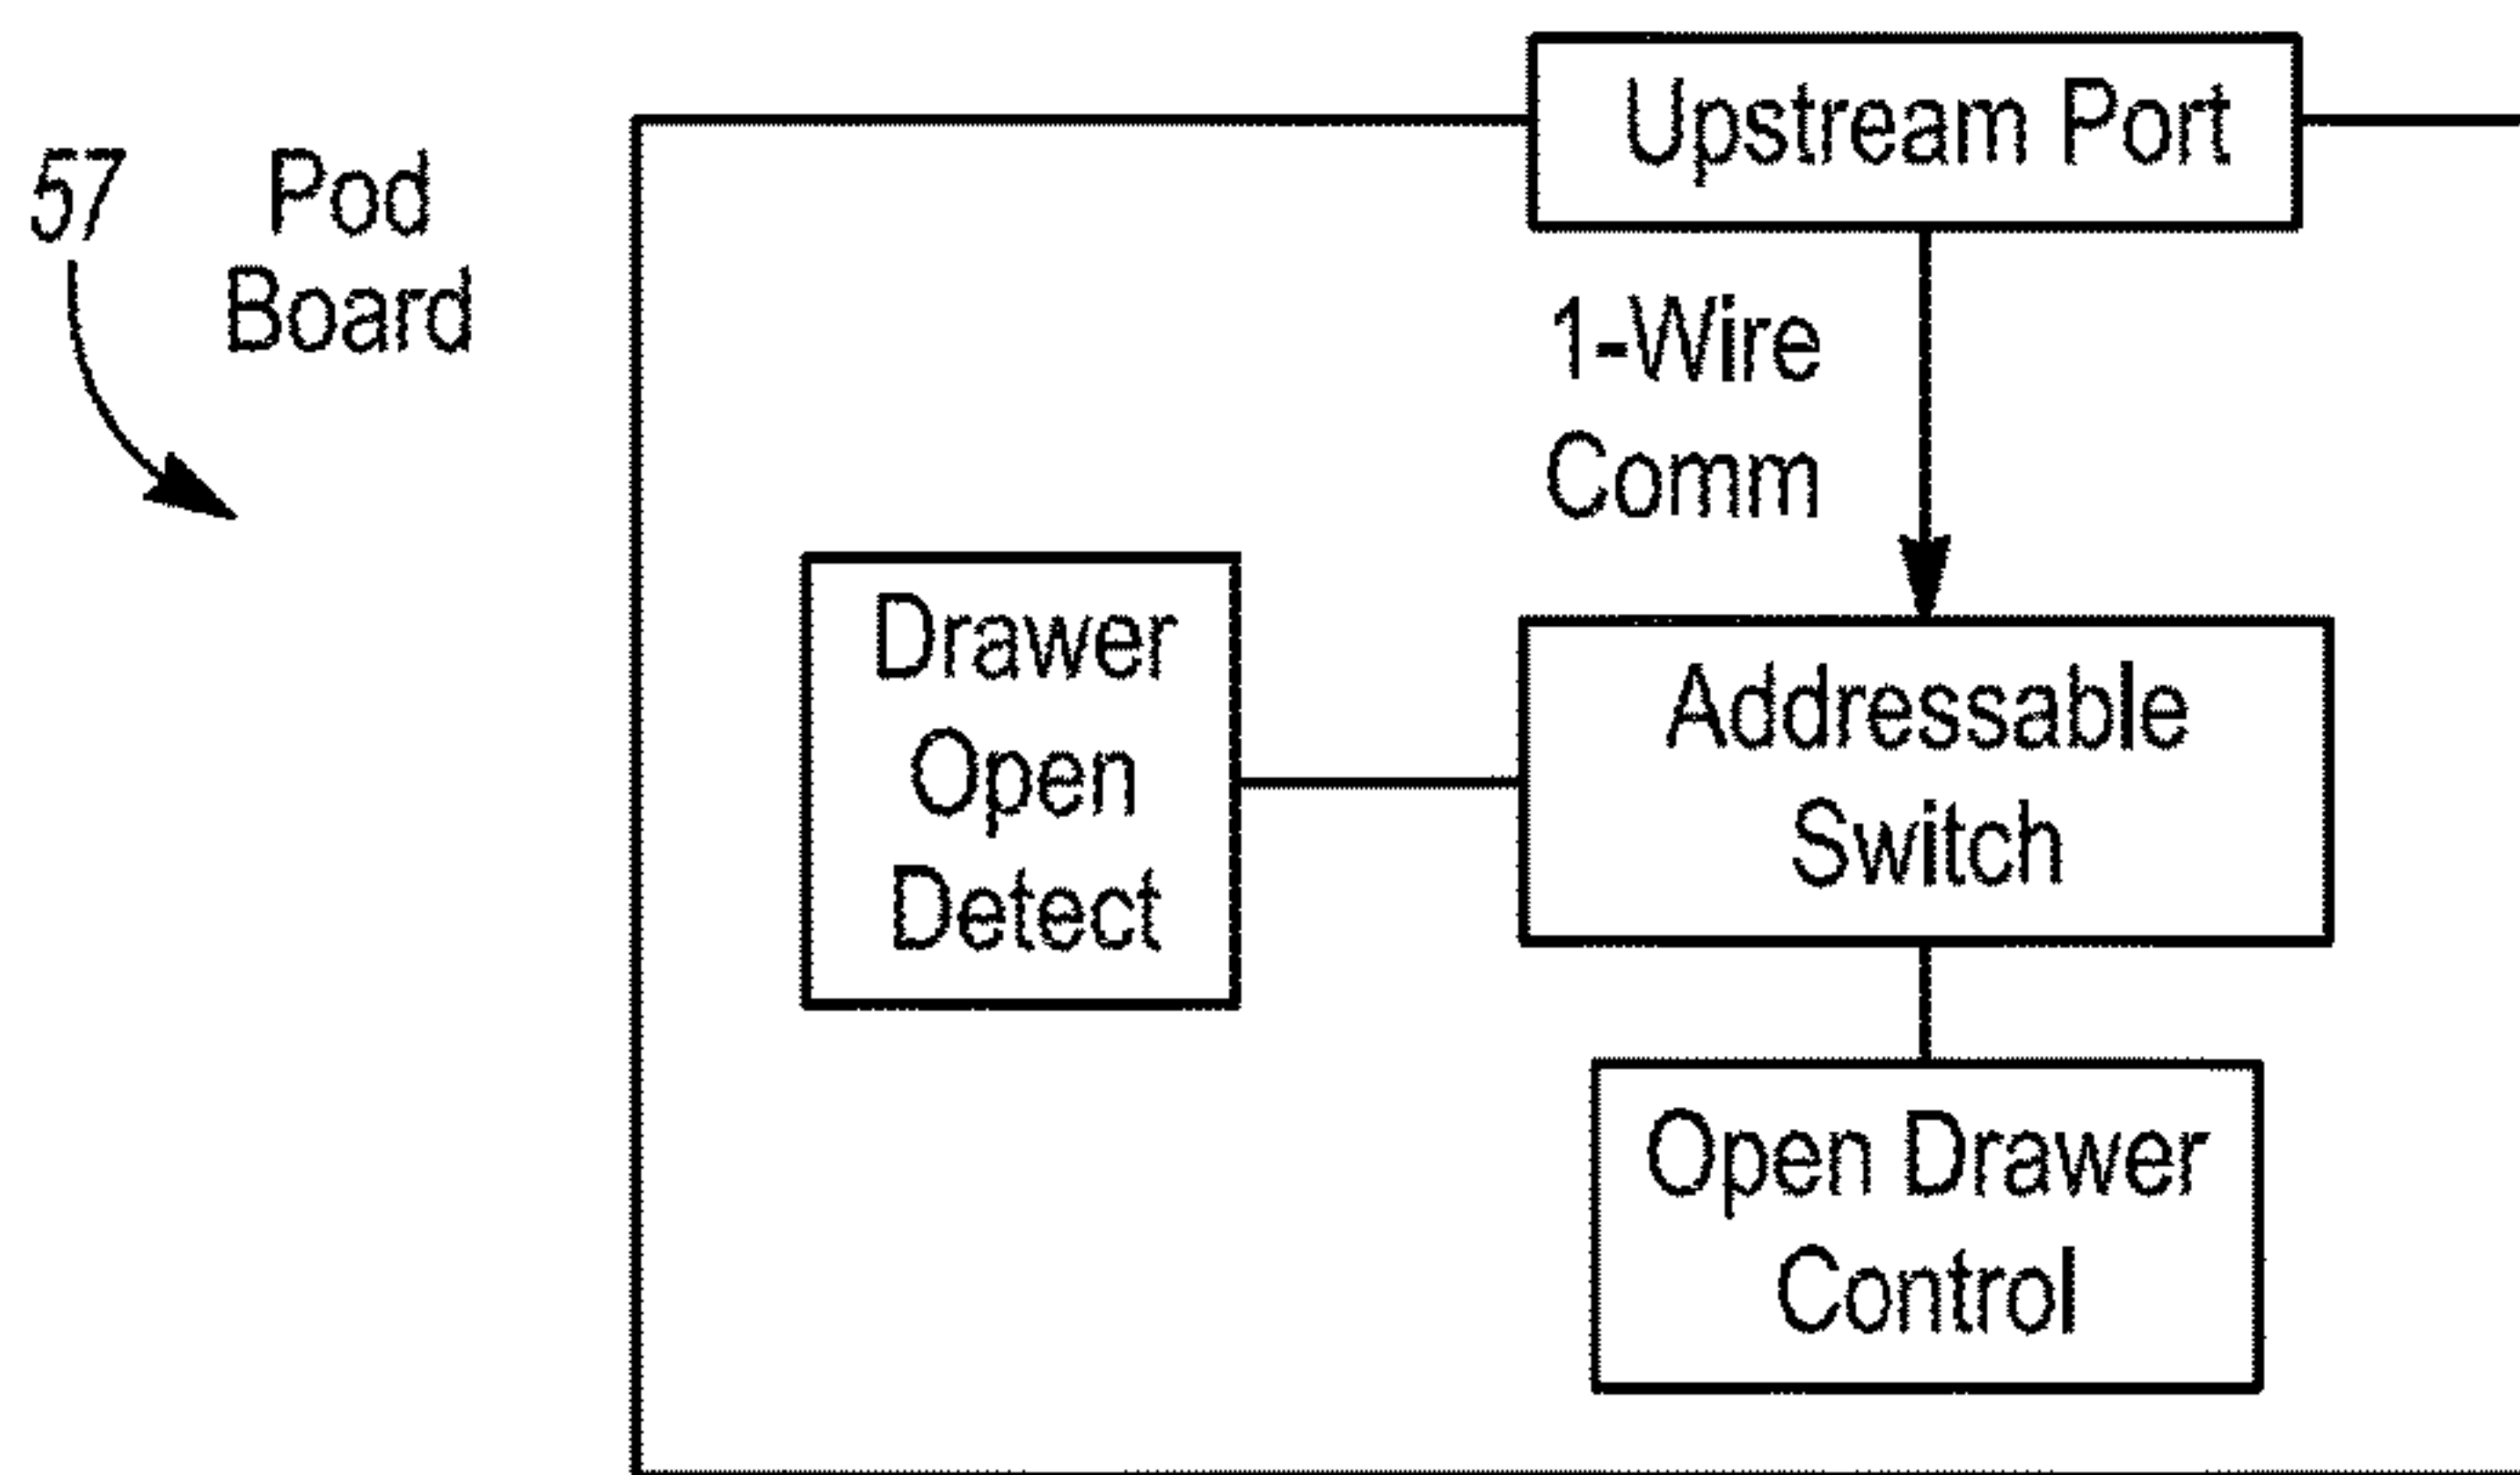 57
Pod
Board
Upstream Port
1-Wire
Comm
Drawer
Open
Detect
Addressable
Switch
Open Drawer
Control